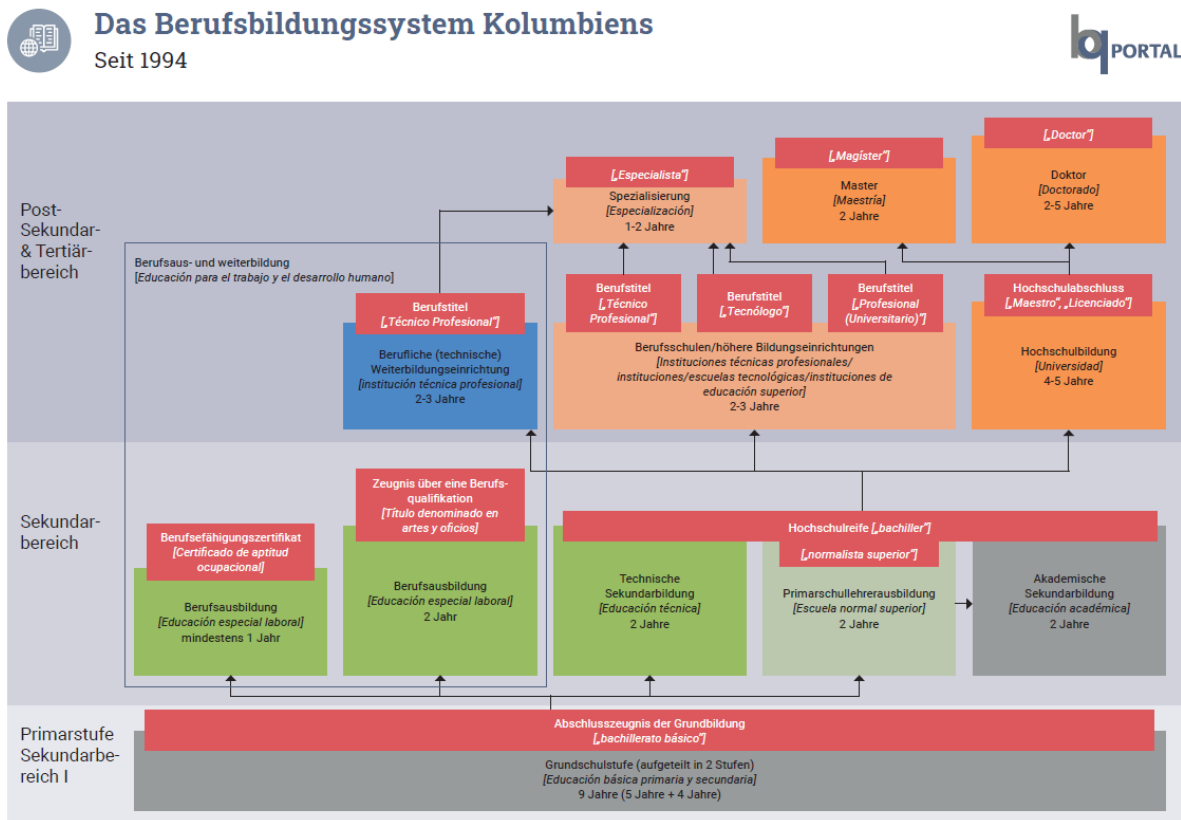 Das Berufsbildungssystem Kolumbiens
Seit 1994
bq PORTAL
Post-
Sekundar-
& Tertiär-
bereich
[„Especialista"]
Spezialisierung
[Especialización]
1-2 Jahre
[„Magíster"]
Master
[Maestría]
2 Jahre
[„Doctor"]
Doktor
[Doctorado]
2-5 Jahre
Berufsaus- und weiterbildung
[Educación para el trabajo y el desarrollo humano]
Berufstitel
[„Técnico Profesional"]
Berufliche (technische)
Weiterbildungseinrichtung
[institución técnica profesional]
2-3 Jahre
Berufstitel
[„Técnico
Profesional"]
Berufstitel
[„Tecnólogo"]
Berufstitel
[„Profesional
(Universitario)"]
Berufsschulen/höhere Bildungseinrichtungen
[Instituciones técnicas profesionales/
instituciones/escuelas tecnológicas/instituciones de
educación superior]
2-3 Jahre
Hochschulabschluss
[„Maestro", „Licenciado"]
Hochschulbildung
[Universidad]
4-5 Jahre
Sekundar-
bereich
Berufsefähigungszertifikat
[Certificado de aptitud
ocupacional]
Berufsausbildung
[Educación especial laboral]
mindestens 1 Jahr
Zeugnis über eine Berufs-
qualifikation
[Título denominado en
artes y oficios]
Berufsausbildung
[Educación especial laboral]
2 Jahr
Hochschulreife [„bachiller"]
[„normalista superior"]
Technische
Sekundarbildung
[Educación técnica]
2 Jahre
Primarschullehrerausbildung
[Escuela normal superior]
2 Jahre
Akademische
Sekundarbildung
[Educación académica]
2 Jahre
Primarstufe
Sekundarbe-
reich I
Abschlusszeugnis der Grundbildung
[„bachillerato básico"]
Grundschulstufe (aufgeteilt in 2 Stufen)
[Educación básica primaria y secundaria]
9 Jahre (5 Jahre + 4 Jahre)